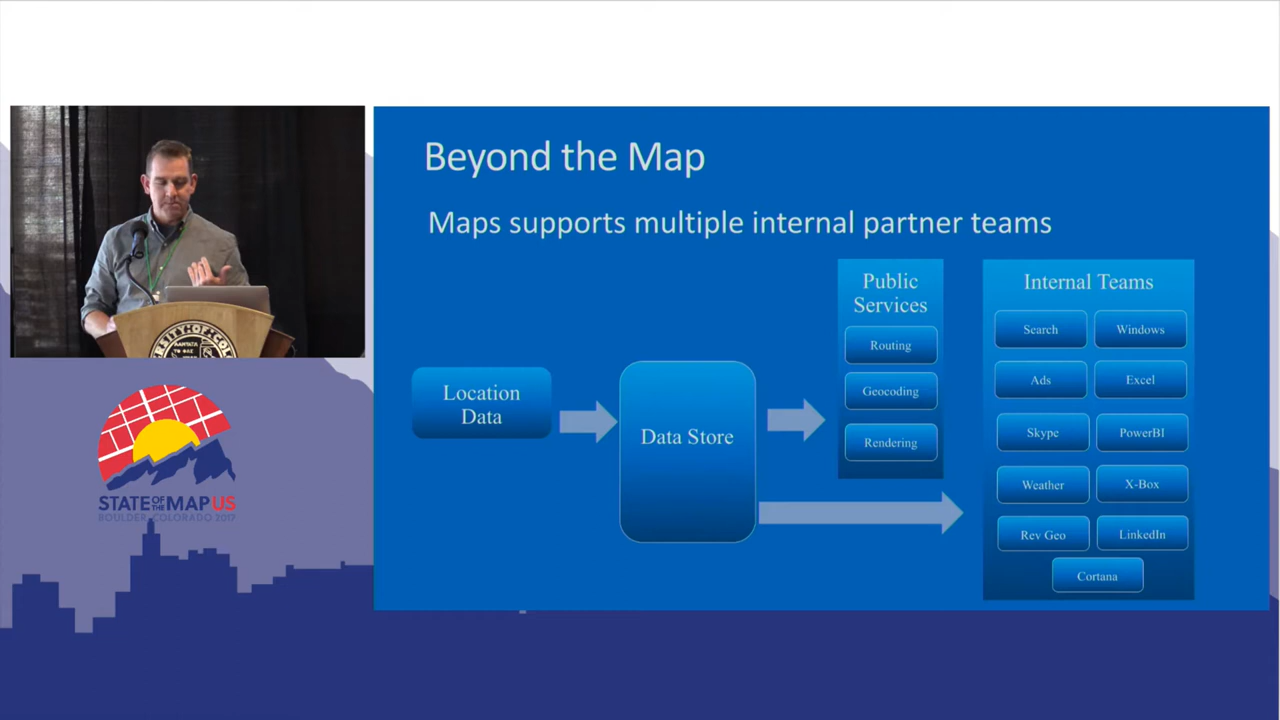 Beyond the Map
Maps supports multiple internal partner teams
Location
Data
Data Store
Public
Services
Routing
Geocoding
Rendering
Internal Teams
Search
Windows
Ads
Excel
Skype
PowerBI
Weather
X-Box
Rev Geo
LinkedIn
Cortana
STATE OF THE MAP US
BOULDER, COLORADO 2017